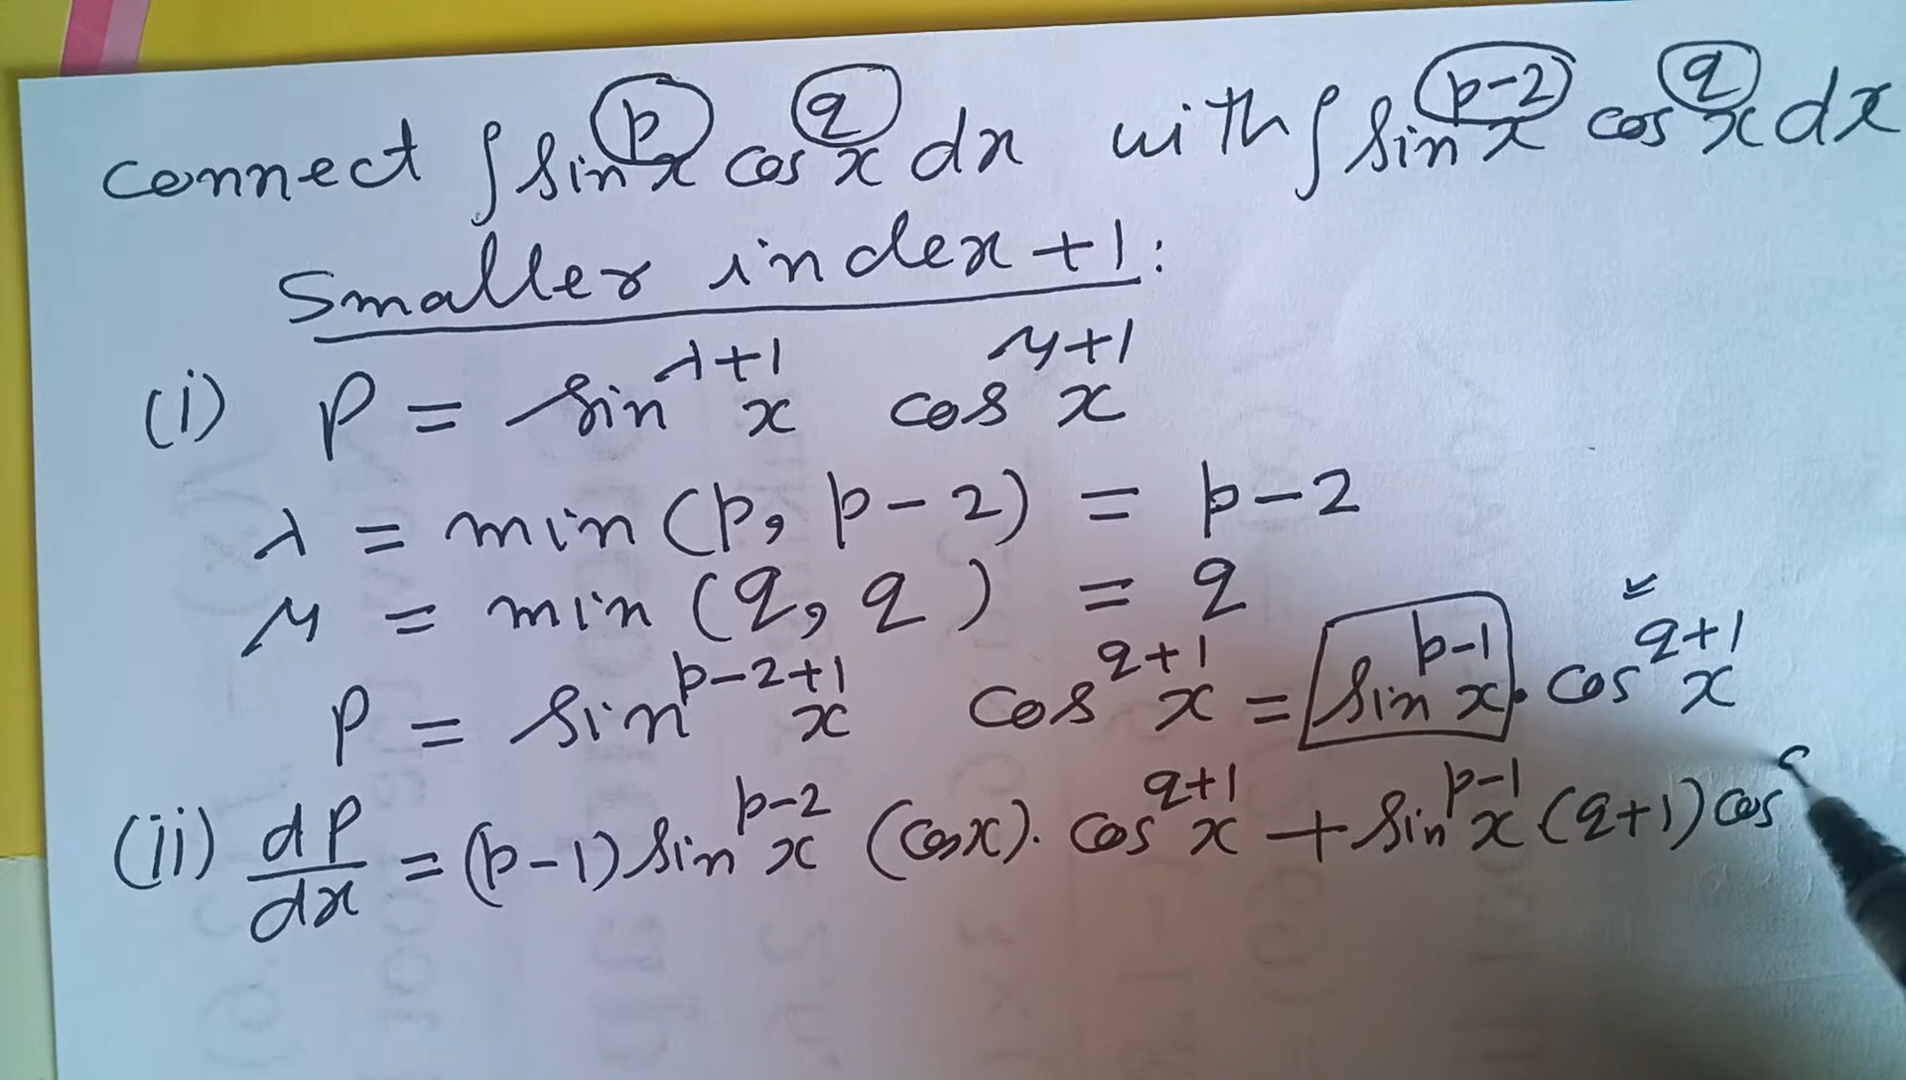 connect ∫ sin^p x cos^q x dx with ∫ sin^{p-2} x cos^q x dx
Smaller index + 1 :
(i) P = sin^{λ+1} x cos^{μ+1} x
λ = min (p, p-2) = p-2
μ = min (q, q) = q
P = sin^{p-2+1} x cos^{q+1} x = sin^{p-1} x . cos^{q+1} x
(ii) dP/dx = (p-1) sin^{p-2} x (cos x). cos^{q+1} x + sin^{p-1} x (q+1) cos